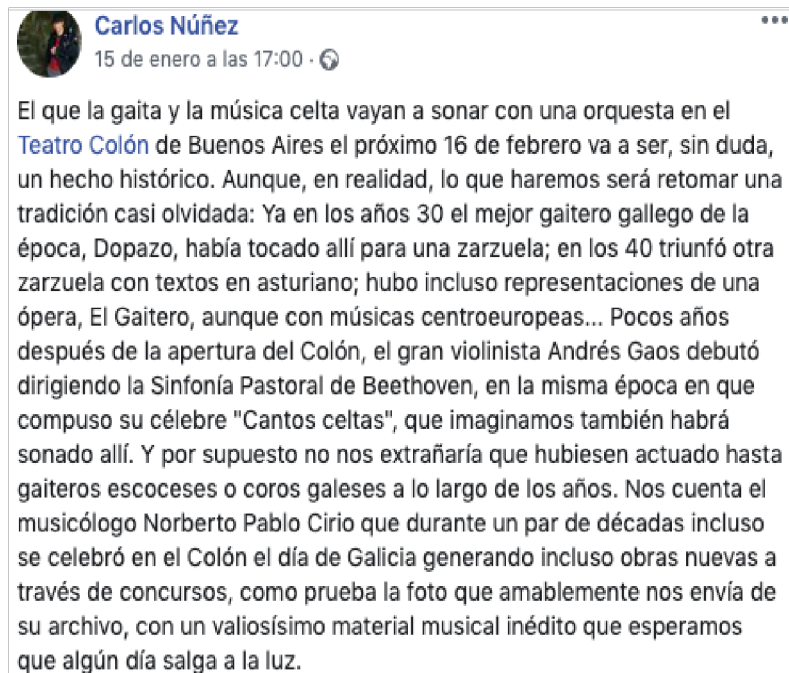 Carlos Núñez
15 de enero a las 17:00 ·
El que la gaita y la música celta vayan a sonar con una orquesta en el
Teatro Colón de Buenos Aires el próximo 16 de febrero va a ser, sin duda,
un hecho histórico. Aunque, en realidad, lo que haremos será retomar una
tradición casi olvidada: Ya en los años 30 el mejor gaitero gallego de la
época, Dopazo, había tocado allí para una zarzuela; en los 40 triunfó otra
zarzuela con textos en asturiano; hubo incluso representaciones de una
ópera, El Gaitero, aunque con músicas centroeuropeas... Pocos años
después de la apertura del Colón, el gran violinista Andrés Gaos debutó
dirigiendo la Sinfonía Pastoral de Beethoven, en la misma época en que
compuso su célebre "Cantos celtas", que imaginamos también habrá
sonado allí. Y por supuesto no nos extrañaría que hubiesen actuado hasta
gaiteros escoceses o coros galeses a lo largo de los años. Nos cuenta el
musicólogo Norberto Pablo Cirio que durante un par de décadas incluso
se celebró en el Colón el día de Galicia generando incluso obras nuevas a
través de concursos, como prueba la foto que amablemente nos envía de
su archivo, con un valiosísimo material musical inédito que esperamos
que algún día salga a la luz.